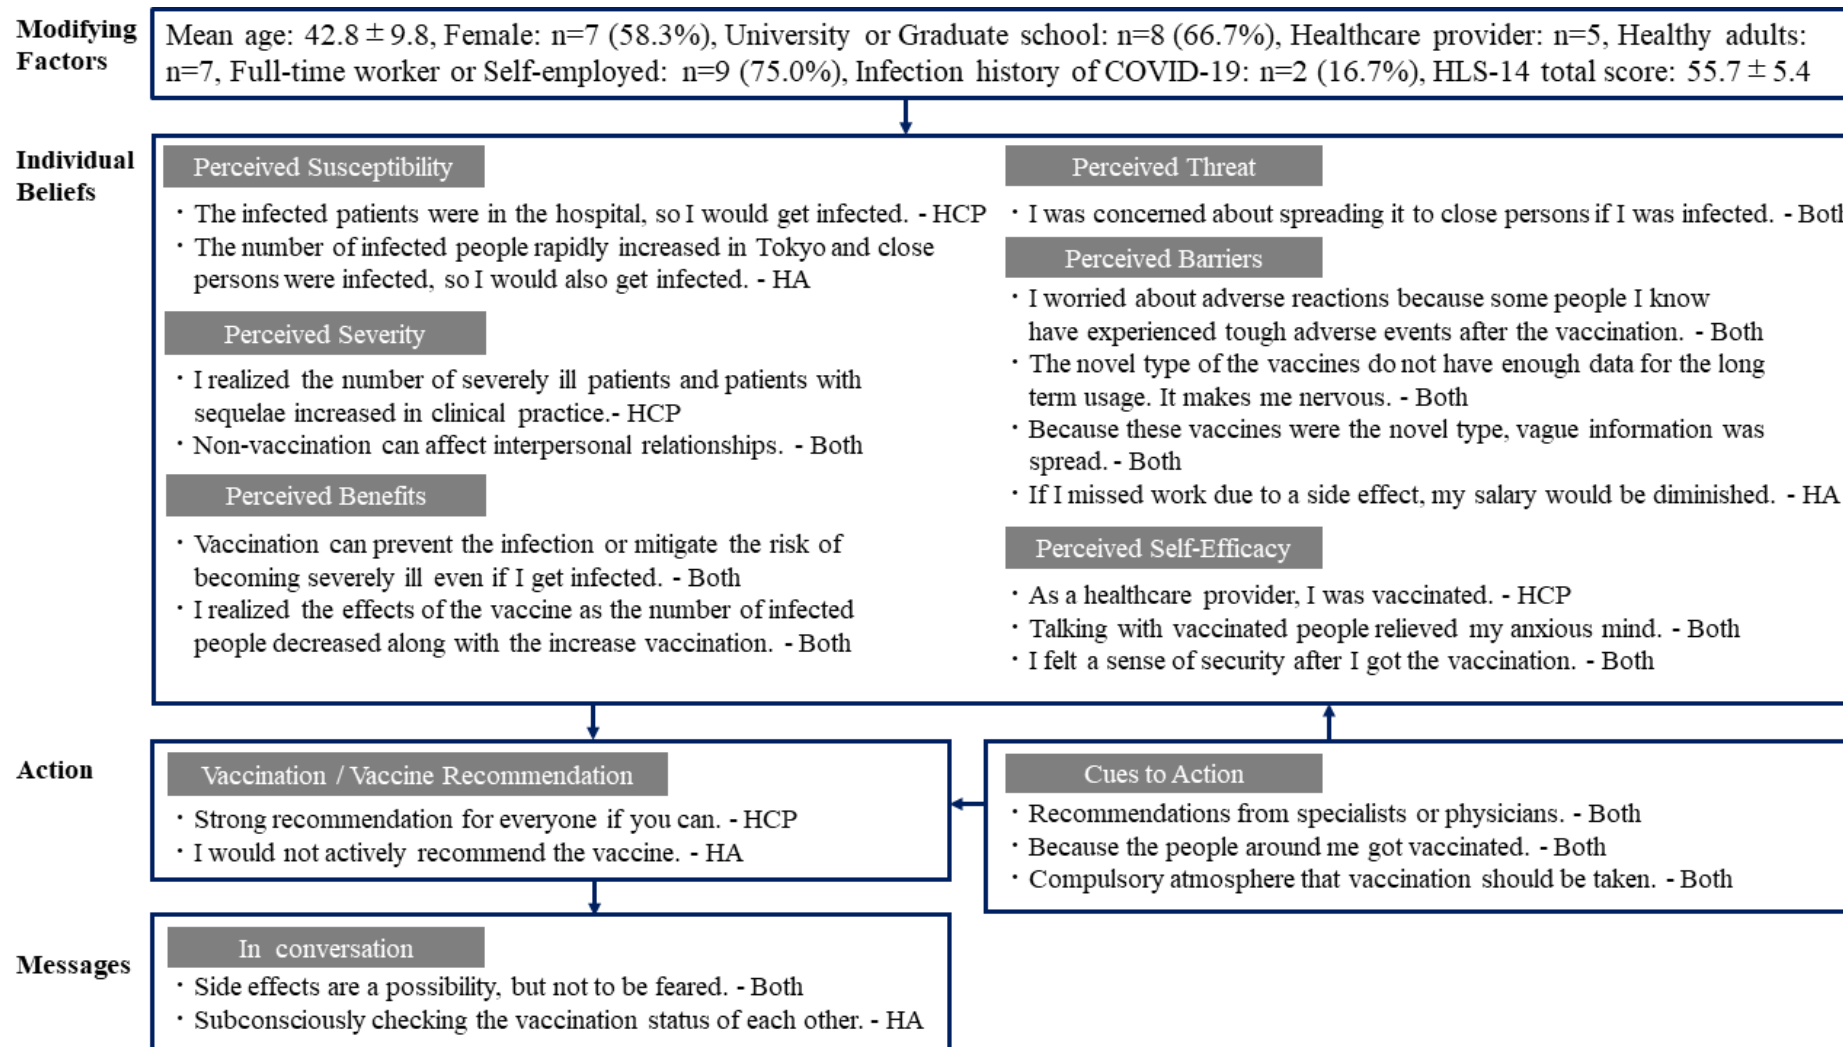 Modifying
Factors
Mean age: 42.8 ± 9.8, Female: n=7 (58.3%), University or Graduate school: n=8 (66.7%), Healthcare provider: n=5, Healthy adults:
n=7, Full-time worker or Self-employed: n=9 (75.0%), Infection history of COVID-19: n=2 (16.7%), HLS-14 total score: 55.7 ± 5.4
Individual
Beliefs
Perceived Susceptibility
・The infected patients were in the hospital, so I would get infected. - HCP
・The number of infected people rapidly increased in Tokyo and close
persons were infected, so I would also get infected. - HA
Perceived Severity
・I realized the number of severely ill patients and patients with
sequelae increased in clinical practice.- HCP
・Non-vaccination can affect interpersonal relationships. - Both
Perceived Benefits
・Vaccination can prevent the infection or mitigate the risk of
becoming severely ill even if I get infected. - Both
・I realized the effects of the vaccine as the number of infected
people decreased along with the increase vaccination. - Both
Perceived Threat
・I was concerned about spreading it to close persons if I was infected. - Both
Perceived Barriers
・I worried about adverse reactions because some people I know
have experienced tough adverse events after the vaccination. - Both
・The novel type of the vaccines do not have enough data for the long
term usage. It makes me nervous. - Both
・Because these vaccines were the novel type, vague information was
spread. - Both
・If I missed work due to a side effect, my salary would be diminished. - HA
Perceived Self-Efficacy
・As a healthcare provider, I was vaccinated. - HCP
・Talking with vaccinated people relieved my anxious mind. - Both
・I felt a sense of security after I got the vaccination. - Both
Action
Vaccination / Vaccine Recommendation
・Strong recommendation for everyone if you can. - HCP
・I would not actively recommend the vaccine. - HA
Cues to Action
・Recommendations from specialists or physicians. - Both
・Because the people around me got vaccinated. - Both
・Compulsory atmosphere that vaccination should be taken. - Both
Messages
In conversation
・Side effects are a possibility, but not to be feared. - Both
・Subconsciously checking the vaccination status of each other. - HA